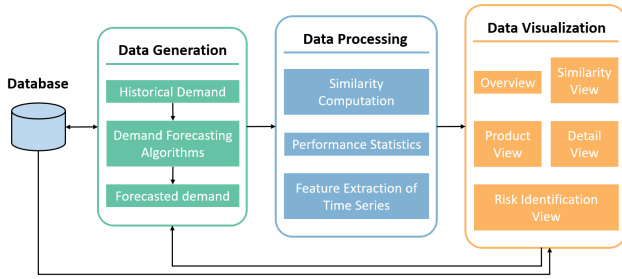 Database
Data Generation
Historical Demand
Demand Forecasting
Algorithms
Forecasted demand
Data Processing
Similarity
Computation
Performance Statistics
Feature Extraction of
Time Series
Data Visualization
Overview
Similarity
View
Product
View
Detail
View
Risk Identification
View